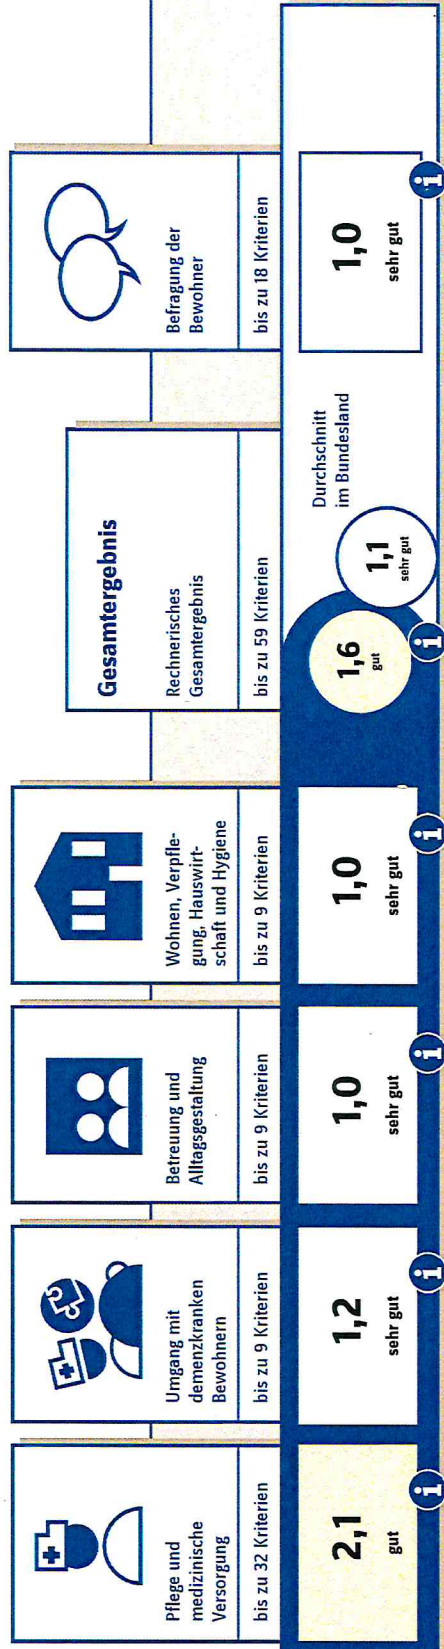 Pflege und
medizinische
Versorgung
bis zu 32 Kriterien
2,1
gut
i
Umgang mit
demenzkranken
Bewohnern
bis zu 9 Kriterien
1,2
sehr gut
i
Betreuung und
Alltagsgestaltung
bis zu 9 Kriterien
1,0
sehr gut
i
Wohnen, Verpfle-
gung, Hauswirt-
schaft und Hygiene
bis zu 9 Kriterien
1,0
sehr gut
i
Gesamtergebnis
Rechnerisches
Gesamtergebnis
bis zu 59 Kriterien
1,6
gut
i
Durchschnitt
im Bundesland
1,1
sehr gut
Befragung der
Bewohner
bis zu 18 Kriterien
1,0
sehr gut
i